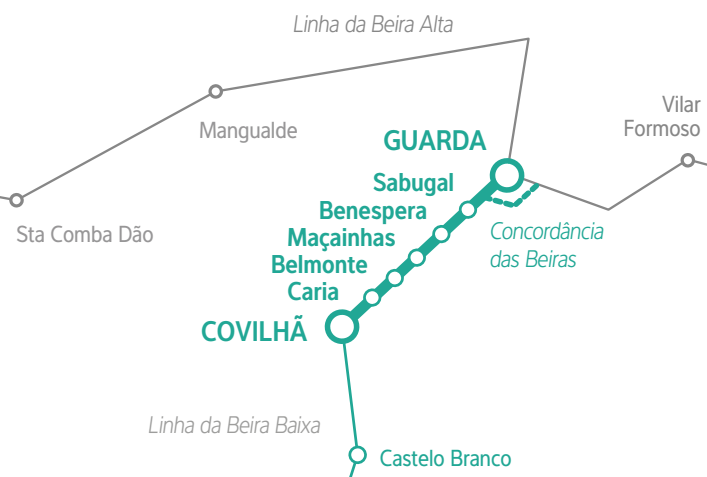 Linha da Beira Alta
Mangualde
Vilar
Formoso
GUARDA
Sabugal
Benespera
Sta Comba Dão
Maçainhas
Concordância
das Beiras
Belmonte
Caria
COVILHÃ
Linha da Beira Baixa
Castelo Branco